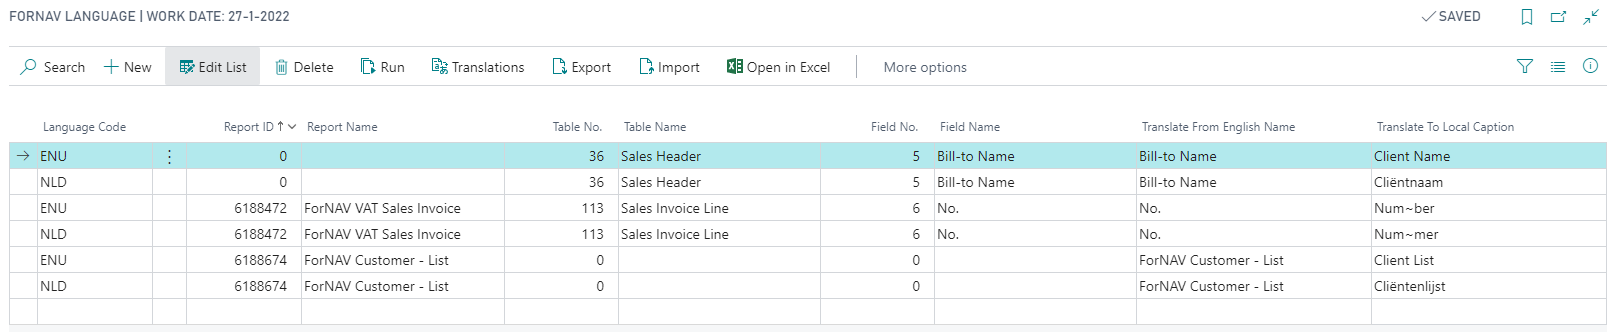 FORNAV LANGUAGE | WORK DATE: 27-1-2022 SAVED
Search New Edit List Delete Run Translations Export Import Open in Excel More options
Language Code Report ID ↑ Report Name Table No. Table Name Field No. Field Name Translate From English Name Translate To Local Caption
ENU 0 36 Sales Header 5 Bill-to Name Bill-to Name Client Name
NLD 0 36 Sales Header 5 Bill-to Name Bill-to Name Cliëntnaam
ENU 6188472 ForNAV VAT Sales Invoice 113 Sales Invoice Line 6 No. No. Num~ber
NLD 6188472 ForNAV VAT Sales Invoice 113 Sales Invoice Line 6 No. No. Num~mer
ENU 6188674 ForNAV Customer - List 0 0 ForNAV Customer - List Client List
NLD 6188674 ForNAV Customer - List 0 0 ForNAV Customer - List Cliëntenlijst